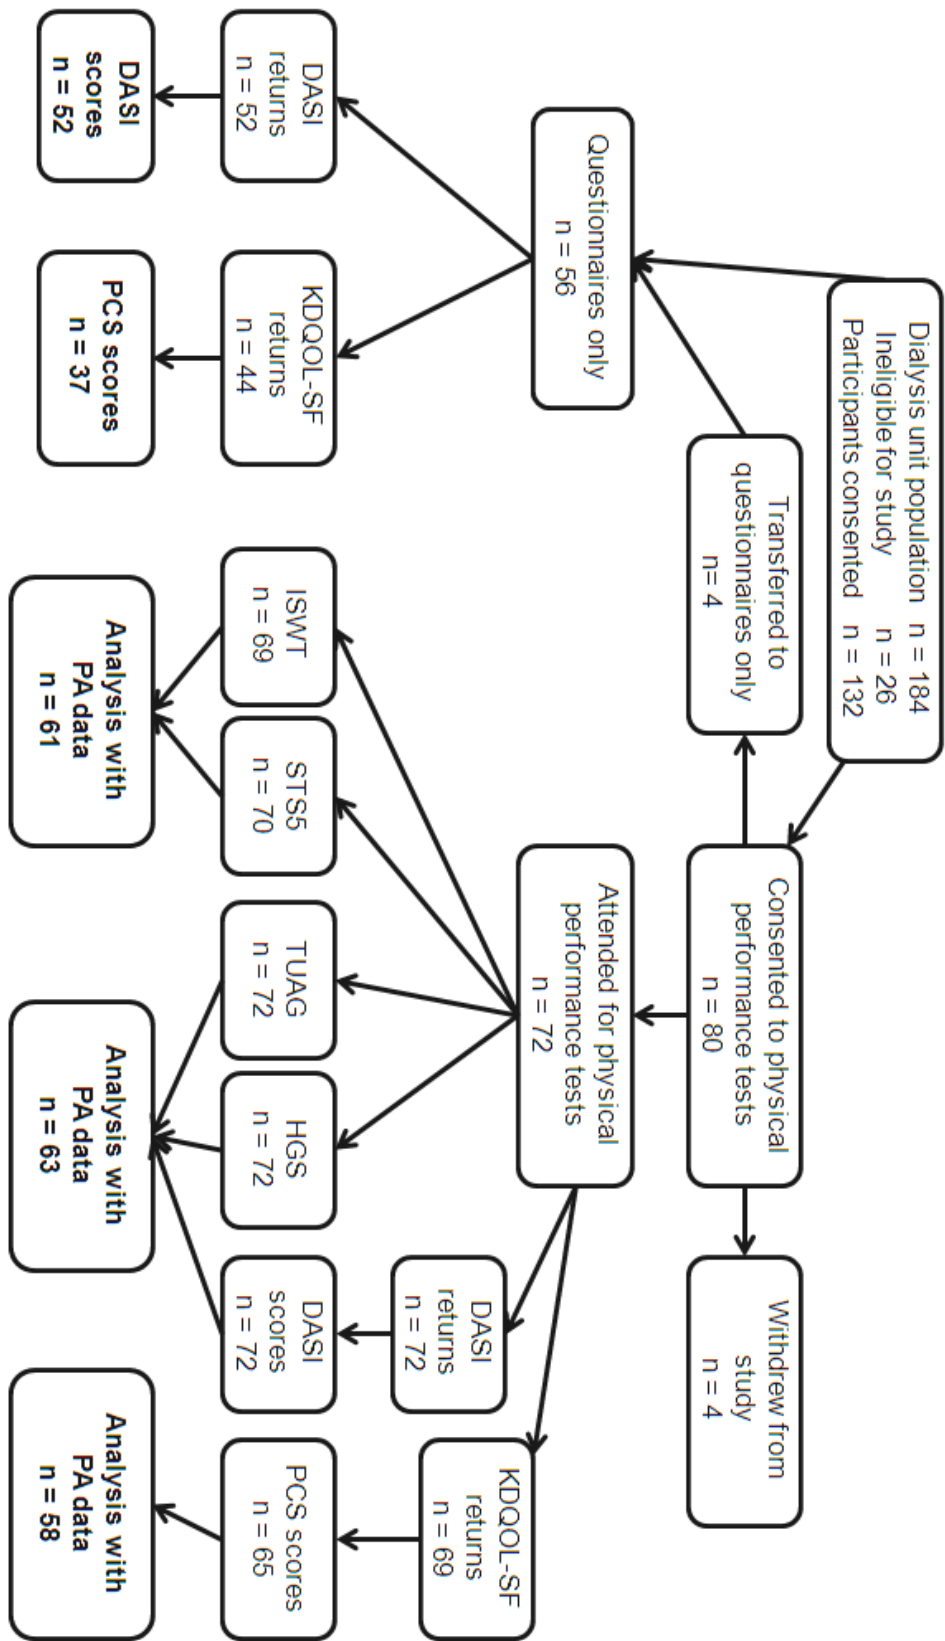 Dialysis unit population n = 184
Ineligible for study n = 26
Participants consented n = 132
Transferred to
questionnaires only
n= 4
Consented to physical
performance tests
n = 80
Withdrew from
study
n = 4
Questionnaires only
n = 56
Attended for physical
performance tests
n = 72
DASI
returns
n = 72
KDQOL-SF
returns
n = 69
DASI
returns
n = 52
KDQOL-SF
returns
n = 44
ISWT
n = 69
STS5
n = 70
TUAG
n = 72
HGS
n = 72
DASI
scores
n = 72
PCS scores
n = 65
DASI
scores
n = 52
PCS scores
n = 37
Analysis with
PA data
n = 61
Analysis with
PA data
n = 63
Analysis with
PA data
n = 58